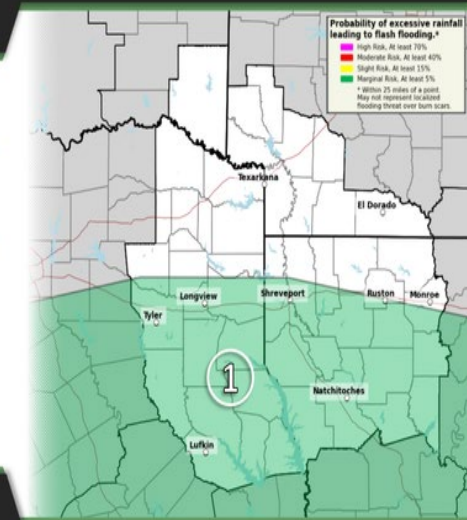 Probability of excessive rainfall
leading to flash flooding.*
High Risk, At least 70%
Moderate Risk, At least 40%
Slight Risk, At least 15%
Marginal Risk, At least 5%
* Within 25 miles of a point.
May not represent localized
flooding threat over burn scars.
Texarkana
El Dorado
Longview
Shreveport
Ruston
Monroe
Tyler
1
Natchitoches
Lufkin